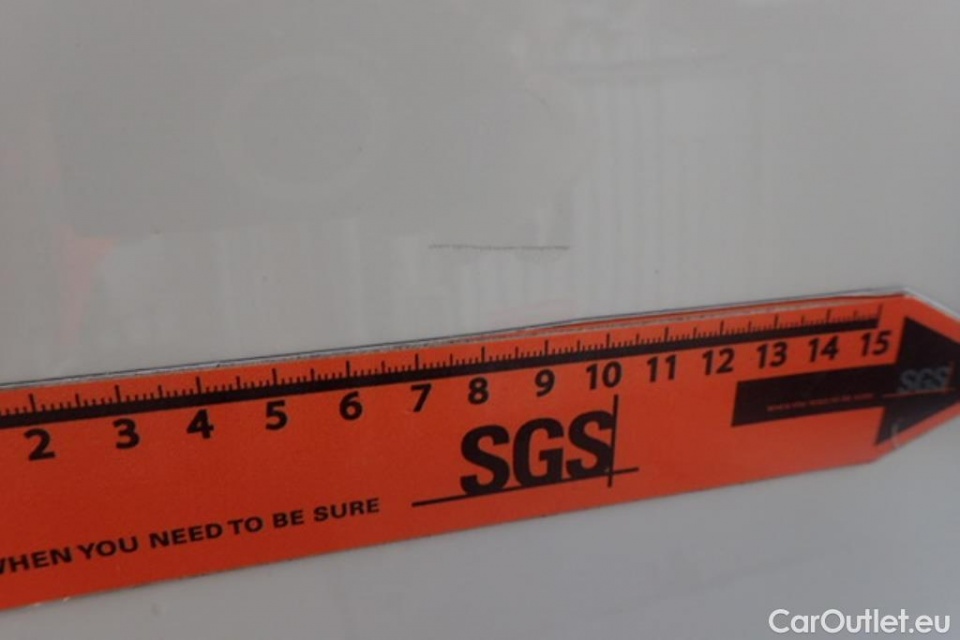 2 3 4 5 6 7 8 9 10 11 12 13 14 15
SGS
SGS
WHEN YOU NEED TO BE SURE
CarOutlet.eu